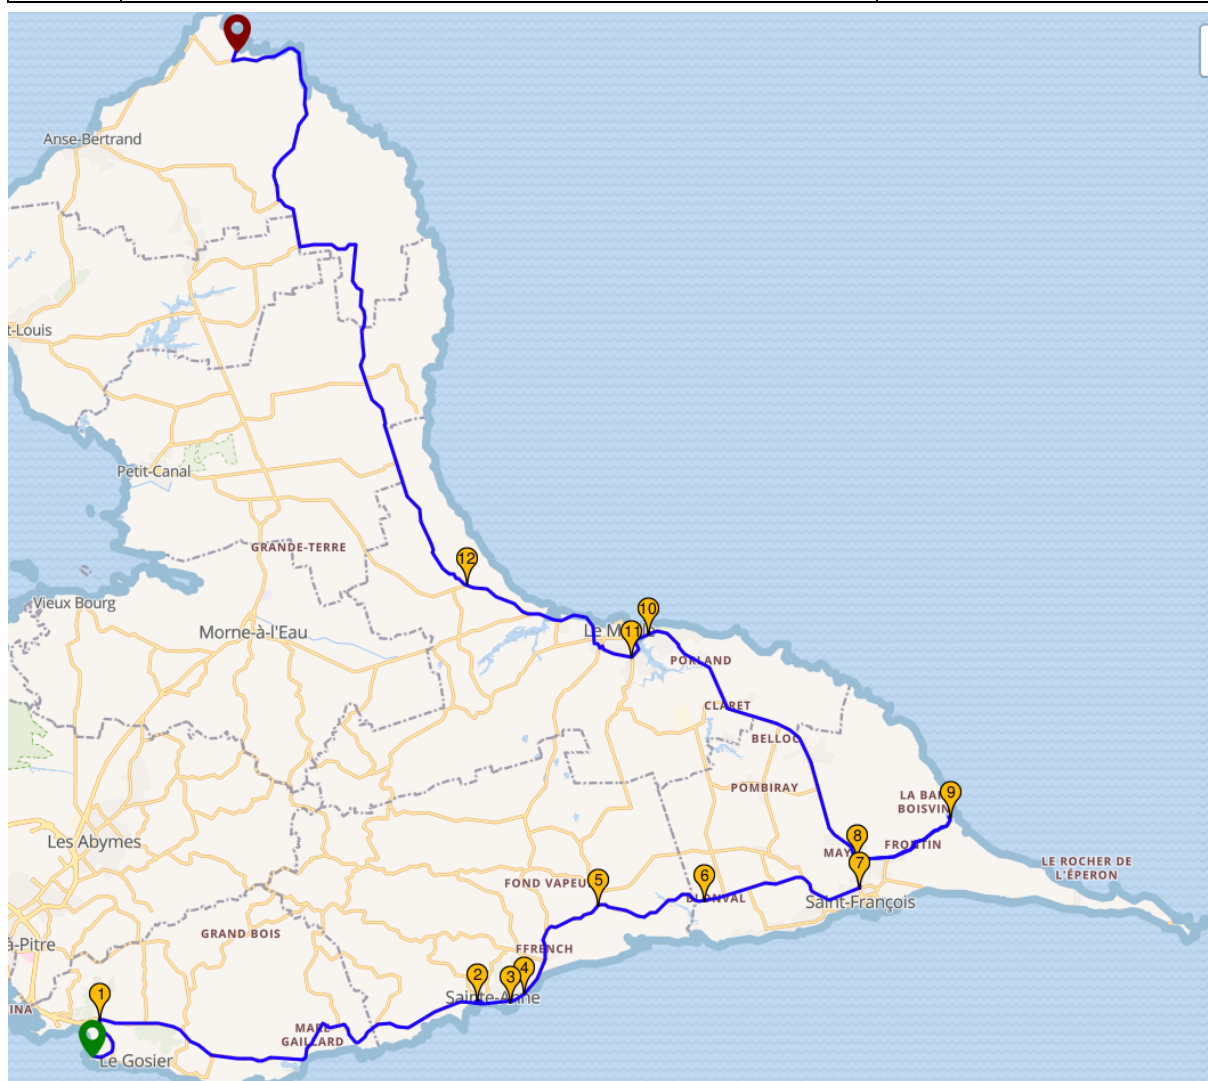 Anse-Bertrand
t-Louis
Petit-Canal
GRANDE-TERRE
12
Vieux Bourg
Morne-à-l'Eau
10
11
PORLAND
CLARET
BELLOC
POMBIRAY
9
LA BA
BOISVIN
8
Les Abymes
MAY
FRONTIN
LE ROCHER DE
L'ÉPERON
7
5
FOND VAPEU
6
BLONVAL
Saint-François
GRAND BOIS
à-Pitre
FFRENCH
2
3
4
Sainte-Anne
1
INA
MARE
GAILLARD
Le Gosier